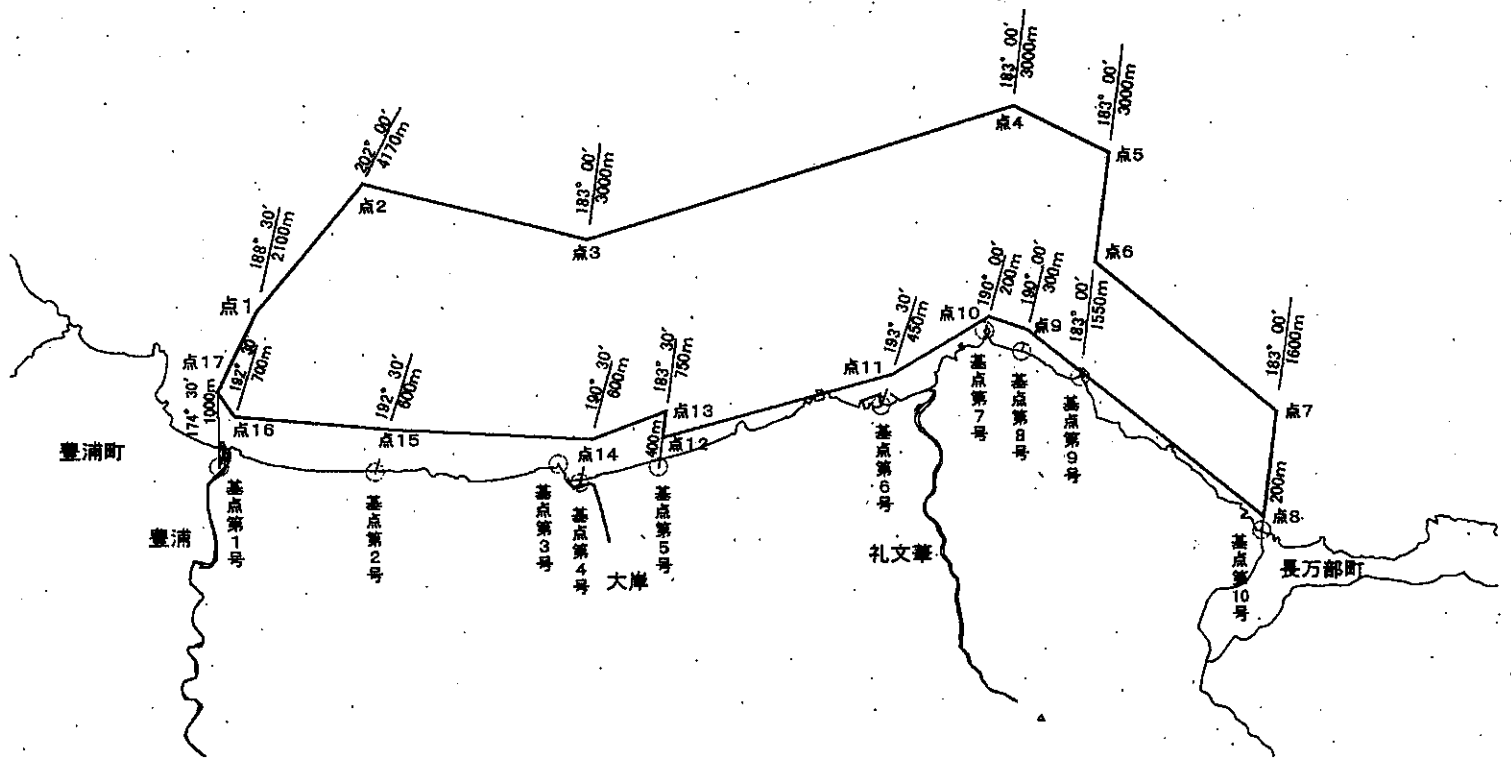 183° 00′
3000m
点4
183° 00′
3000m
点5
202° 00′
4170m
点2
183° 00′
3000m
点3
188° 30′
2100m
点1
点6
190° 00′
200m
点10
190° 00′
300m
点9
183° 00′
1550m
193° 30′
450m
点11
183° 00′
1600m
点7
点17
174° 30′
1000m
192° 30′
700m
点16
192° 30′
600m
点15
190° 30′
600m
点14
183° 30′
750m
点13
400m
点12
200m
点8
豊浦町
豊浦
大岸
礼文華
長万部町
基点第1号
基点第2号
基点第3号
基点第4号
基点第5号
基点第6号
基点第7号
基点第8号
基点第9号
基点第10号